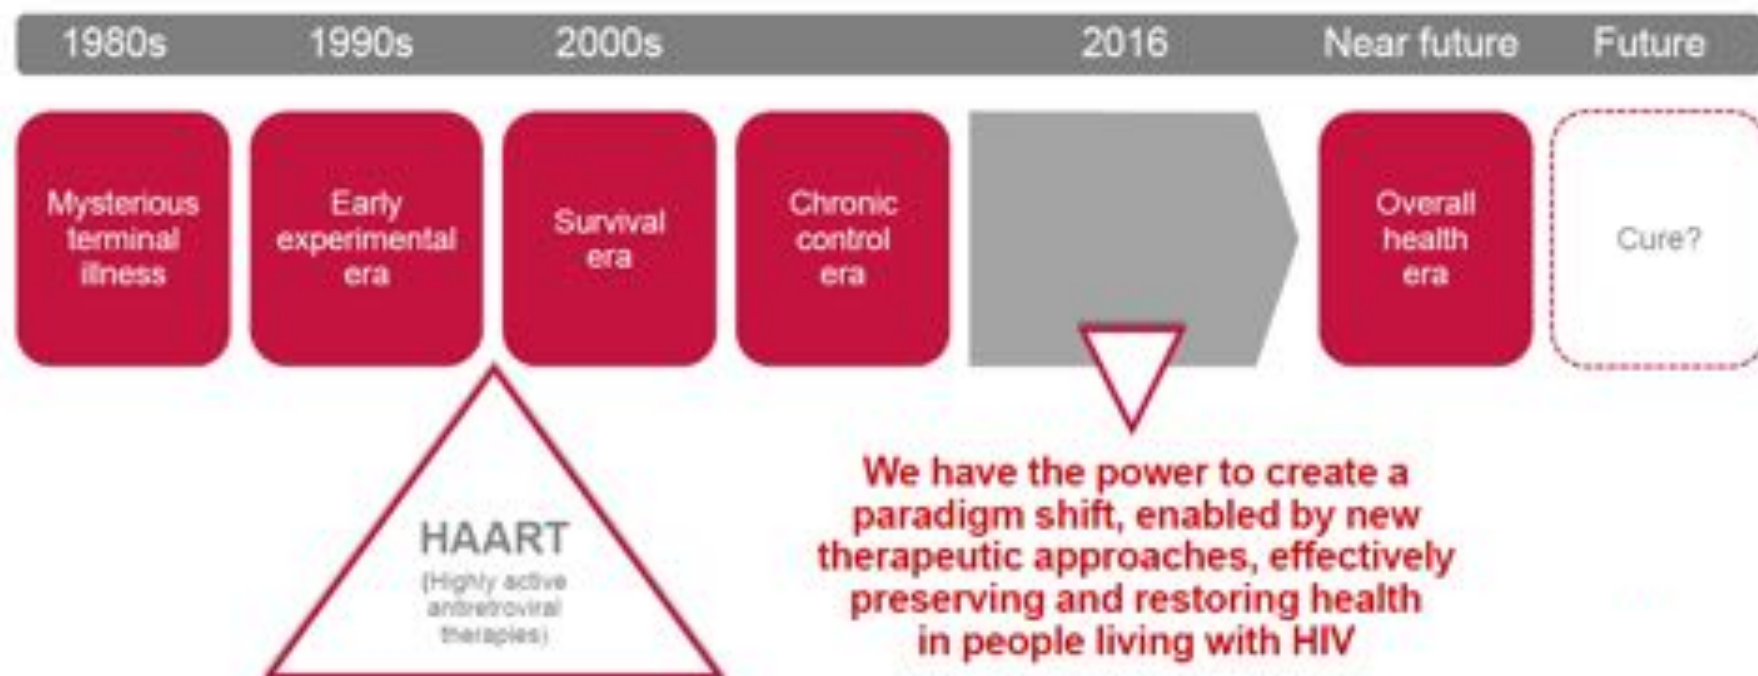 1980s 1990s 2000s 2016 Near future Future
Mysterious
terminal
illness
Early
experimental
era
Survival
era
Chronic
control
era
Overall
health
era
Cure?
HAART
(Highly active
antiretroviral
therapies)
We have the power to create a
paradigm shift, enabled by new
therapeutic approaches, effectively
preserving and restoring health
in people living with HIV